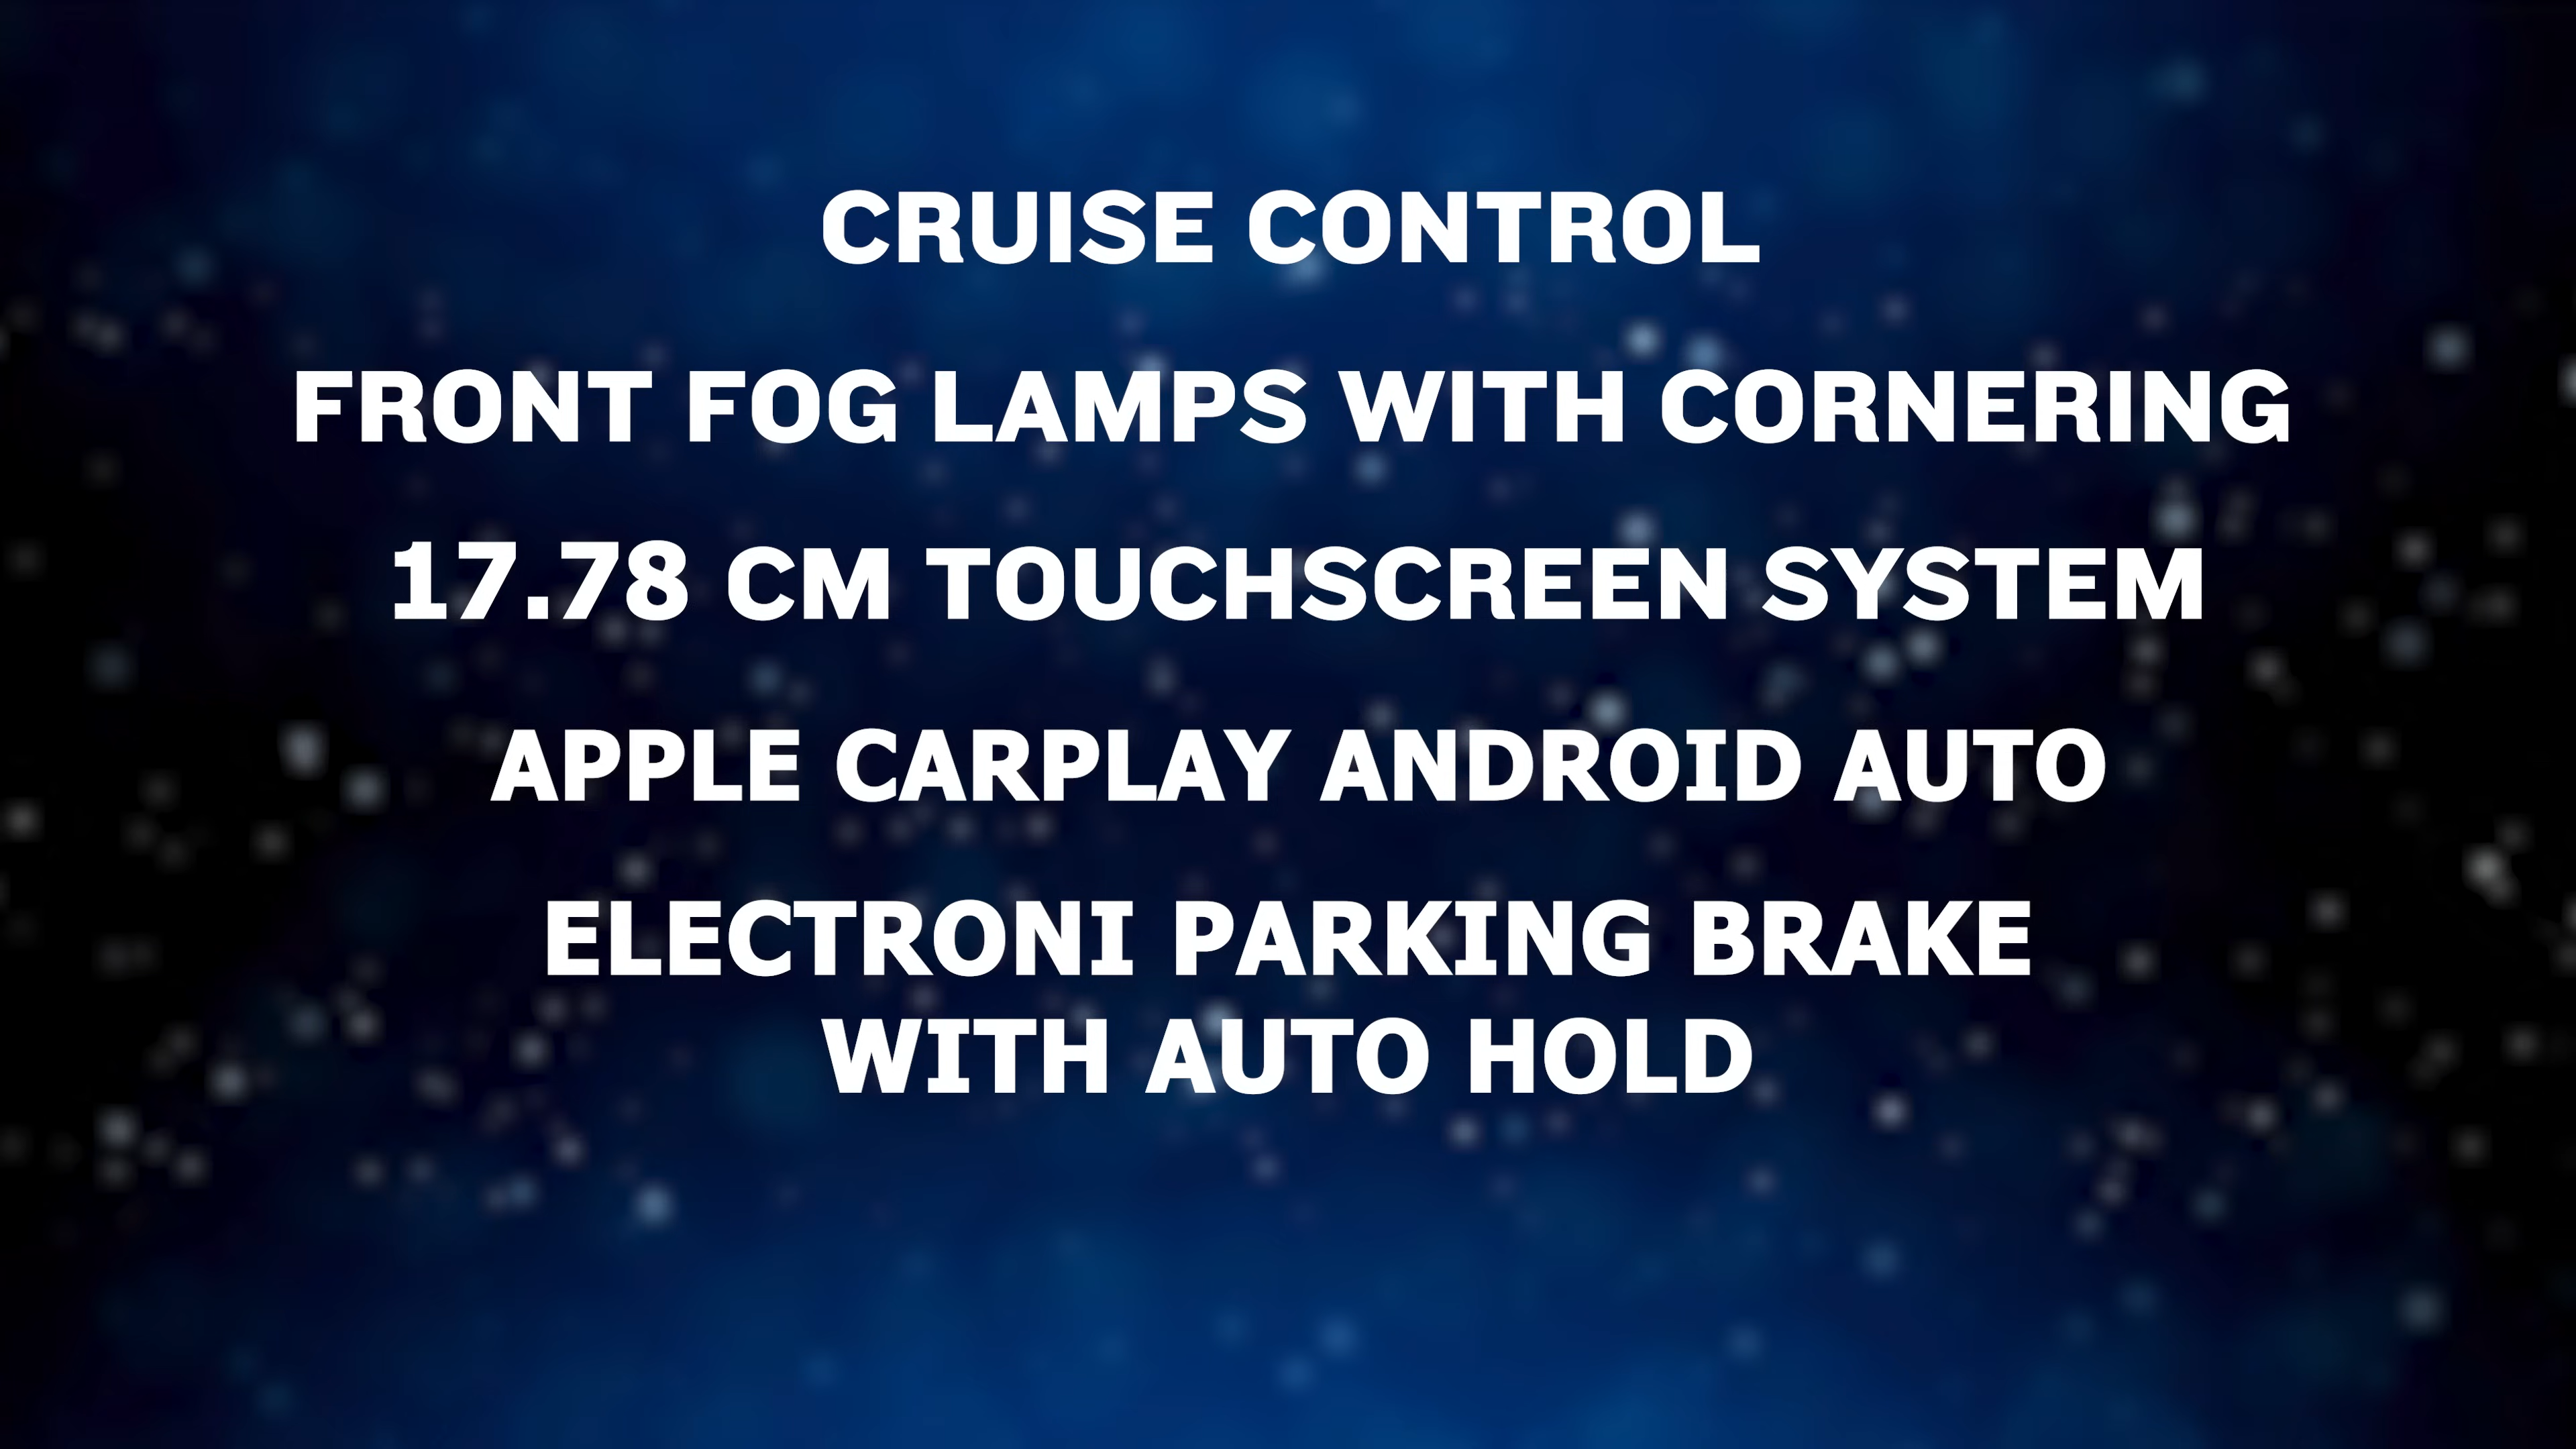 CRUISE CONTROL
FRONT FOG LAMPS WITH CORNERING
17.78 CM TOUCHSCREEN SYSTEM
APPLE CARPLAY ANDROID AUTO
ELECTRONI PARKING BRAKE
WITH AUTO HOLD